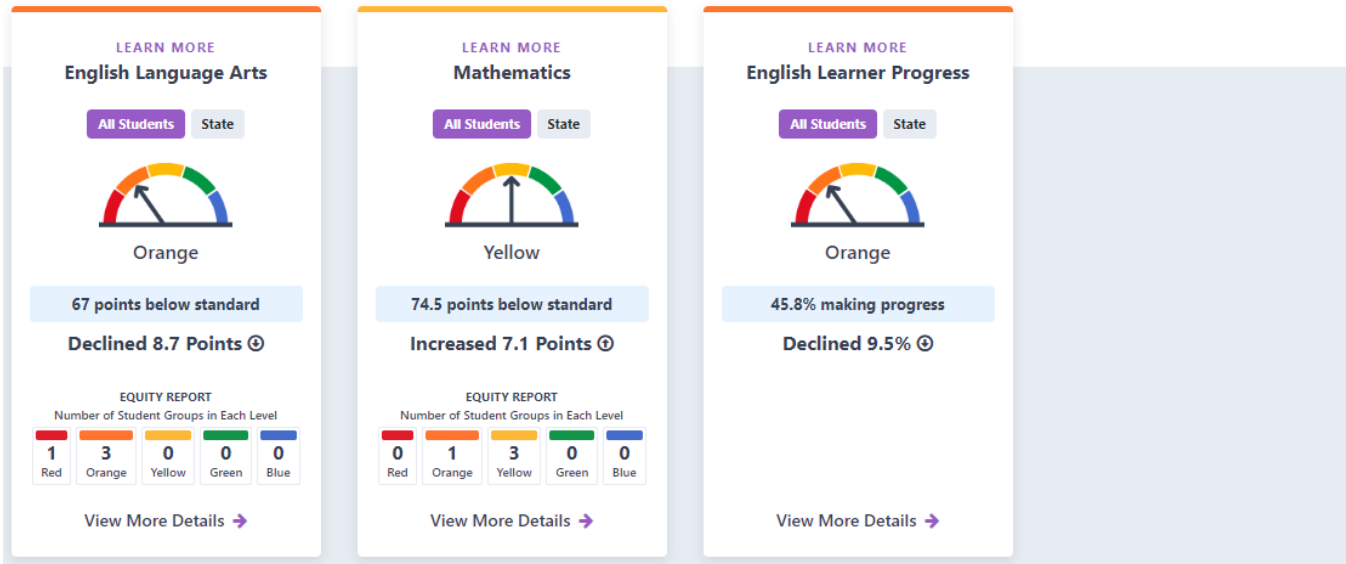 LEARN MORE
English Language Arts
All Students State
Orange
67 points below standard
Declined 8.7 Points
EQUITY REPORT
Number of Student Groups in Each Level
1 3 0 0 0
Red Orange Yellow Green Blue
View More Details
LEARN MORE
Mathematics
All Students State
Yellow
74.5 points below standard
Increased 7.1 Points
EQUITY REPORT
Number of Student Groups in Each Level
0 1 3 0 0
Red Orange Yellow Green Blue
View More Details
LEARN MORE
English Learner Progress
All Students State
Orange
45.8% making progress
Declined 9.5%
View More Details